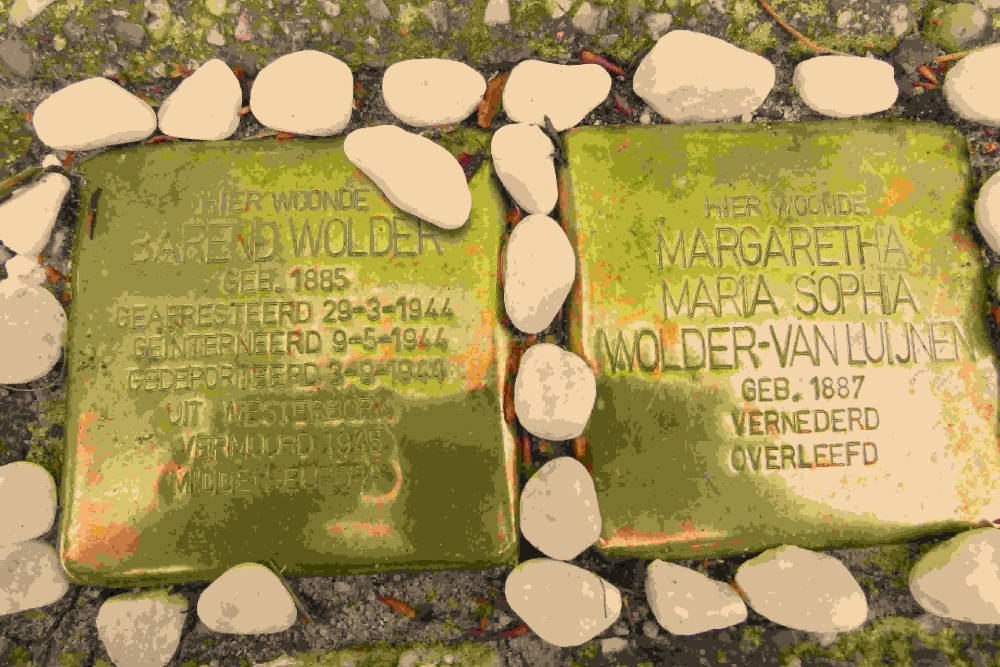 HIER WOONDE
BAREND WOLDER
GEB. 1885
GEARRESTEERD 29-3-1944
GEÏNTERNEERD 9-5-1944
GEDEPORTEERD 3-9-1944
UIT WESTERBORK
VERMOORD 1945
MIDDEN-EUROPA
HIER WOONDE
MARGARETHA
MARIA SOPHIA
WOLDER-VAN LUIJNEN
GEB. 1887
VERNEDERD
OVERLEEFD